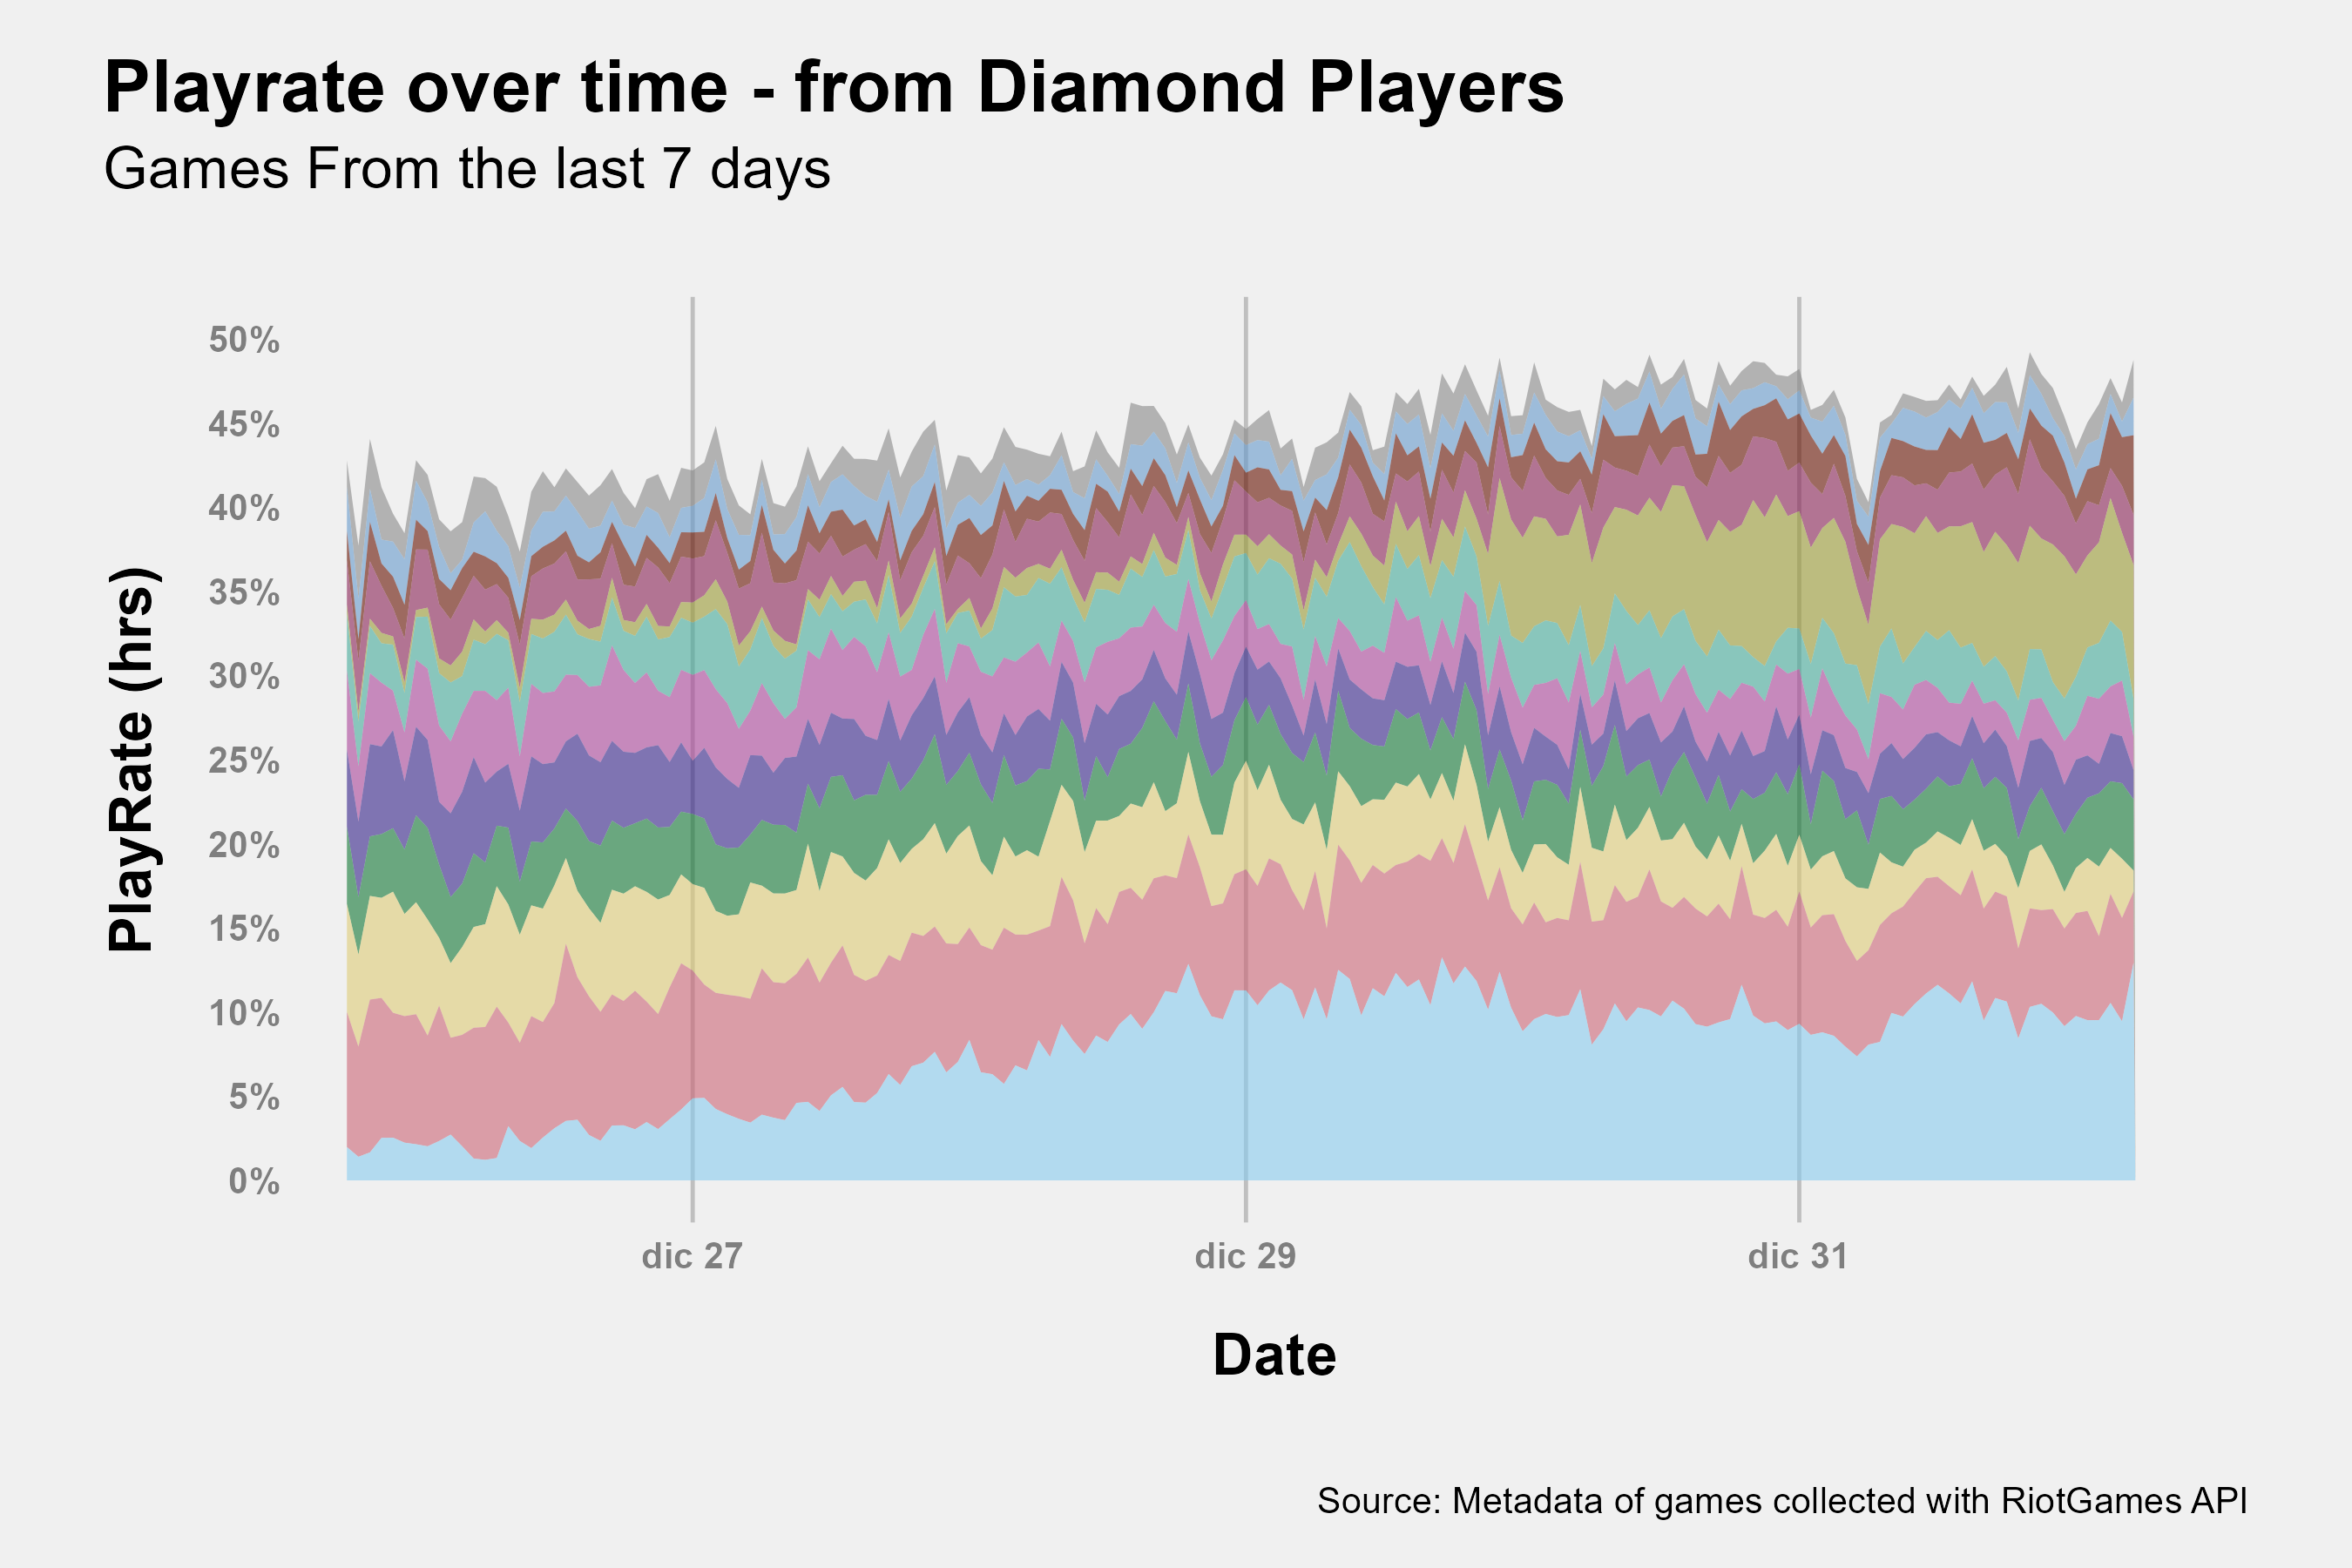 Playrate over time - from Diamond Players
Games From the last 7 days
PlayRate (hrs)
50%
45%
40%
35%
30%
25%
20%
15%
10%
5%
0%
dic 27
dic 29
dic 31
Date
Source: Metadata of games collected with RiotGames API